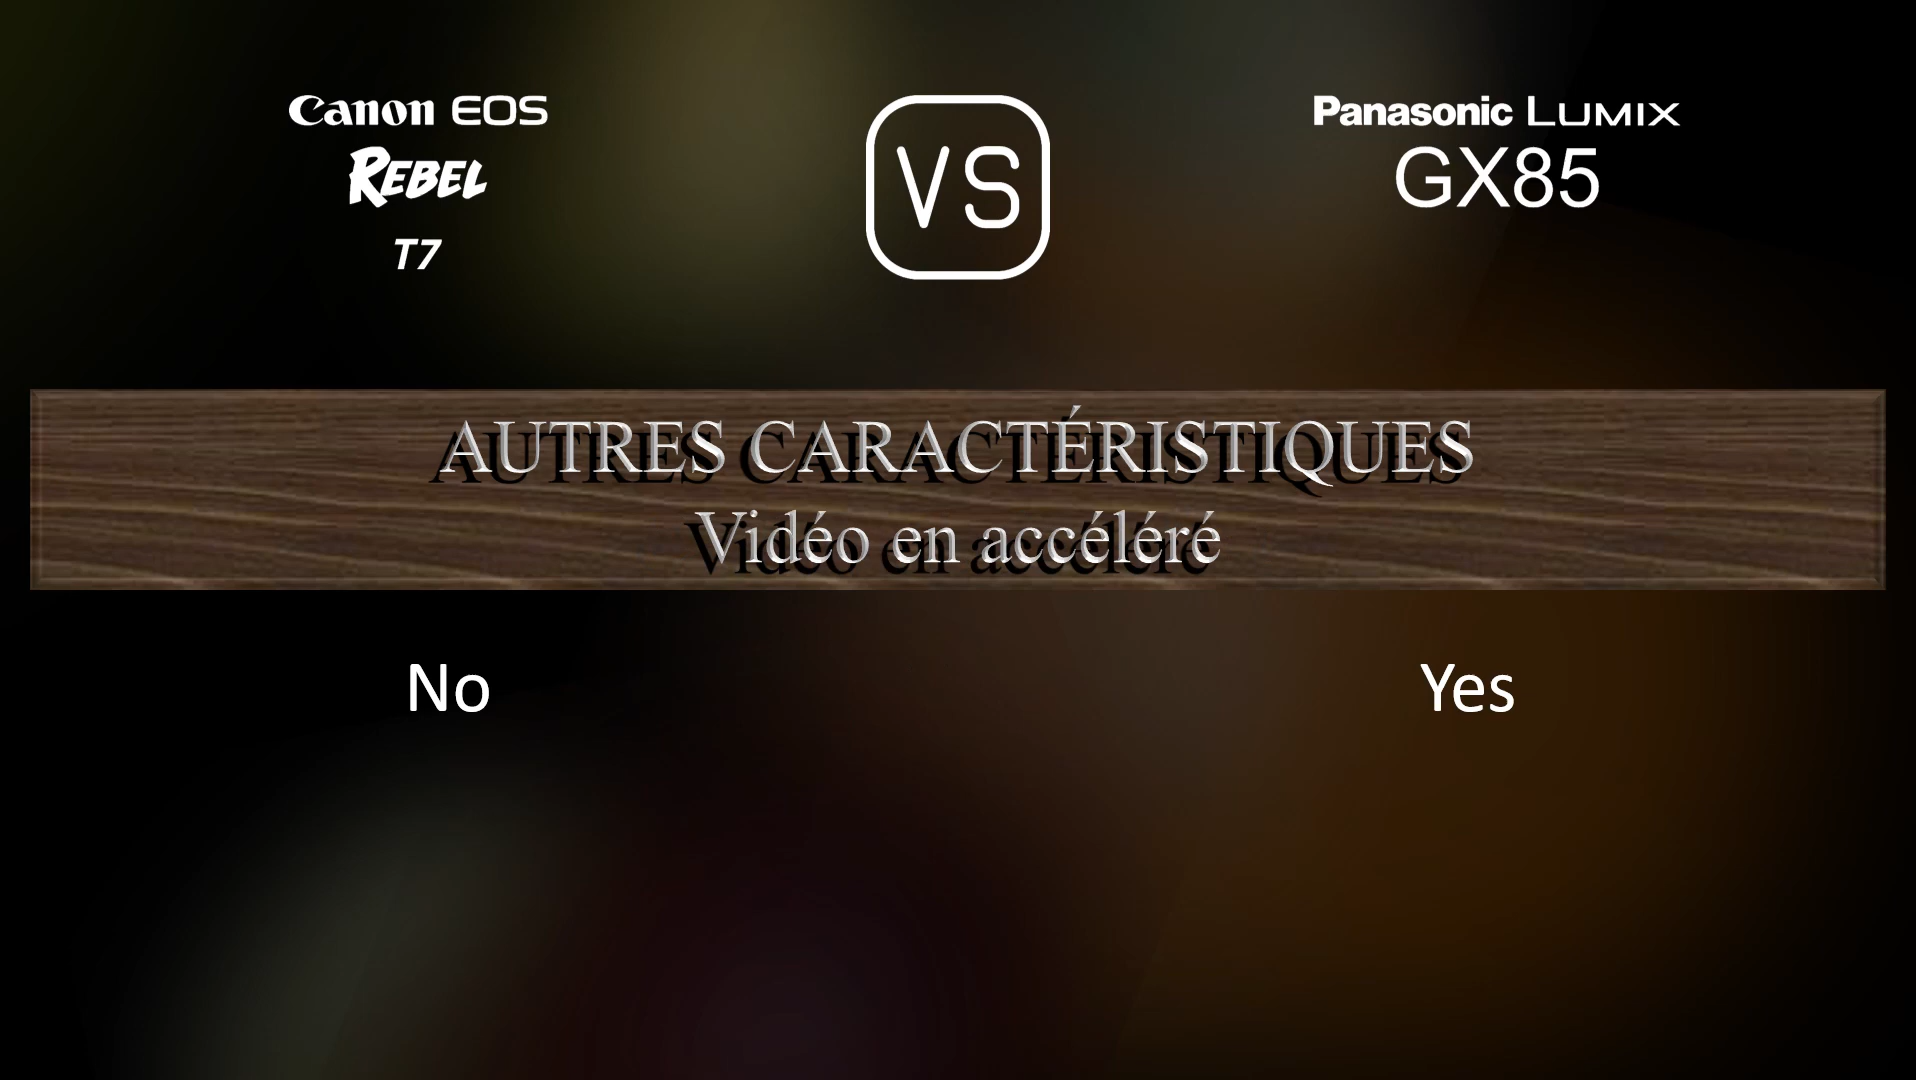 Canon EOS
REBEL
T7
VS
Panasonic LUMIX
GX85
AUTRES CARACTÉRISTIQUES
Vidéo en accéléré
No
Yes